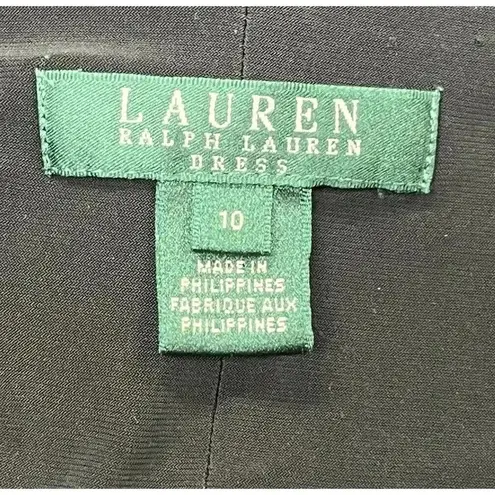 LAUREN
RALPH LAUREN
DRESS
10
MADE IN
PHILIPPINES
FABRIQUE AUX
PHILIPPINES